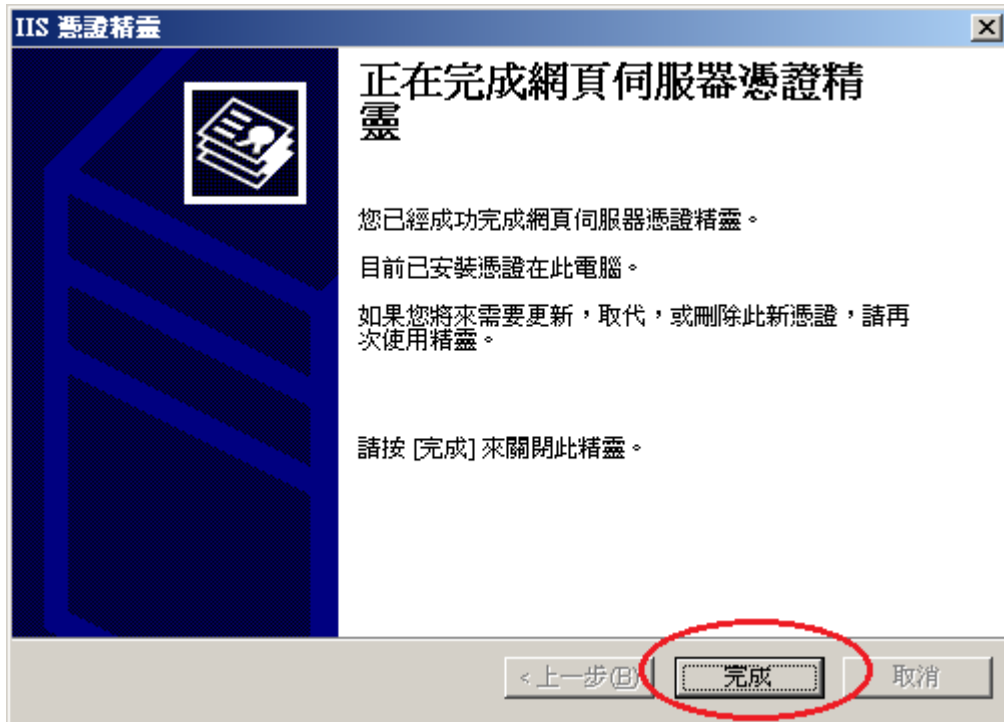 IIS 憑證精靈
正在完成網頁伺服器憑證精
靈
您已經成功完成網頁伺服器憑證精靈。
目前已安裝憑證在此電腦。
如果您將來需要更新，取代，或刪除此新憑證，請再
次使用精靈。
請按 [完成] 來關閉此精靈。
<上一步(B)
完成
取消